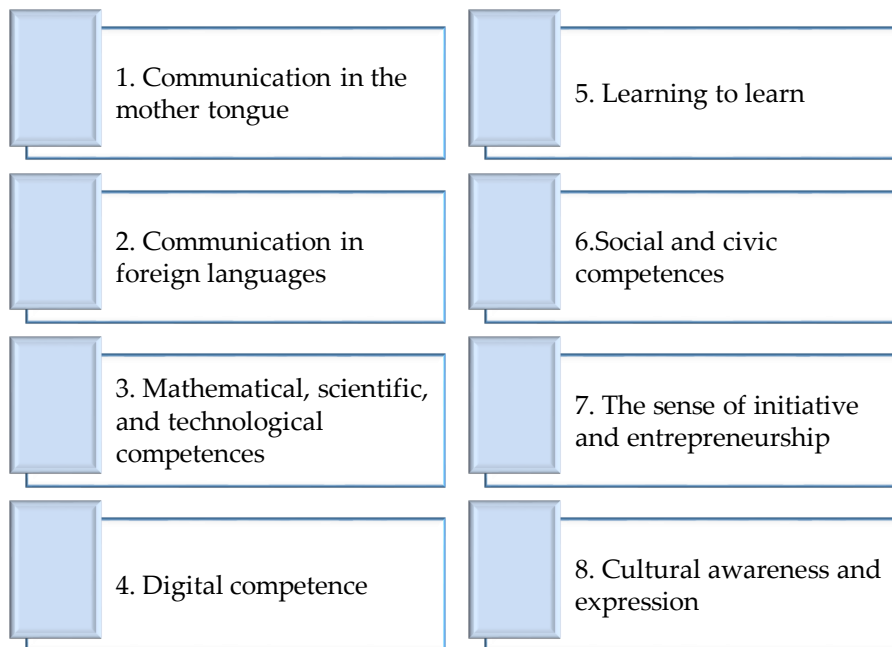 1. Communication in the
mother tongue
2. Communication in
foreign languages
3. Mathematical, scientific,
and technological
competences
4. Digital competence
5. Learning to learn
6.Social and civic
competences
7. The sense of initiative
and entrepreneurship
8. Cultural awareness and
expression